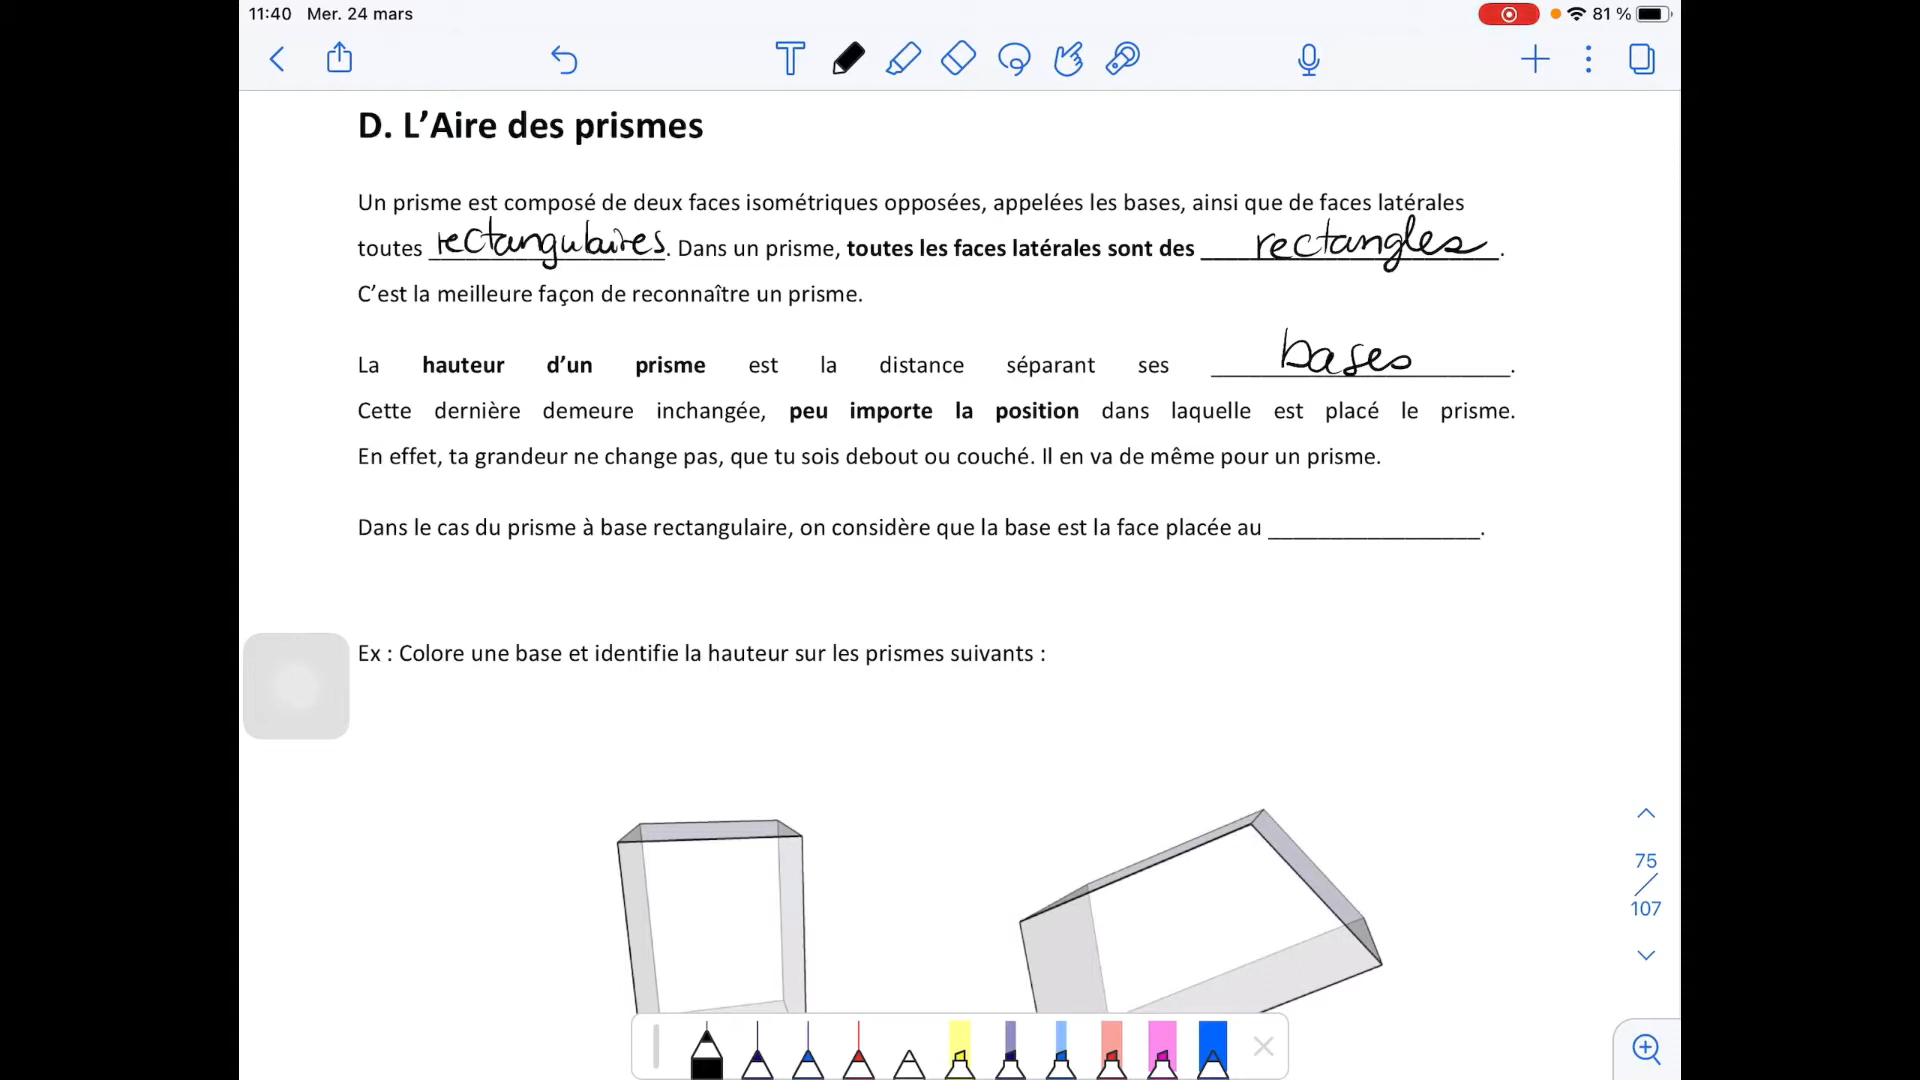 11:40 Mer. 24 mars 81 %
D. L’Aire des prismes
Un prisme est composé de deux faces isométriques opposées, appelées les bases, ainsi que de faces latérales
toutes rectangulaires. Dans un prisme, toutes les faces latérales sont des rectangles.
C’est la meilleure façon de reconnaître un prisme.
La hauteur d’un prisme est la distance séparant ses bases.
Cette dernière demeure inchangée, peu importe la position dans laquelle est placé le prisme.
En effet, ta grandeur ne change pas, que tu sois debout ou couché. Il en va de même pour un prisme.
Dans le cas du prisme à base rectangulaire, on considère que la base est la face placée au _________________.
Ex : Colore une base et identifie la hauteur sur les prismes suivants :
75
107